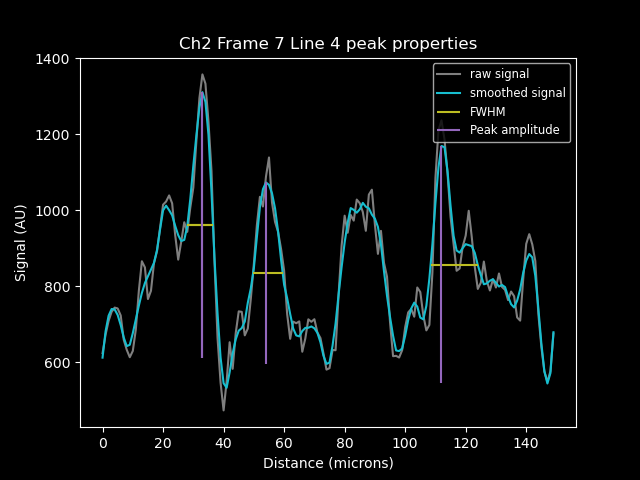 Ch2 Frame 7 Line 4 peak properties
raw signal
smoothed signal
FWHM
Peak amplitude
1400
1200
1000
800
600
Signal (AU)
0 20 40 60 80 100 120 140
Distance (microns)